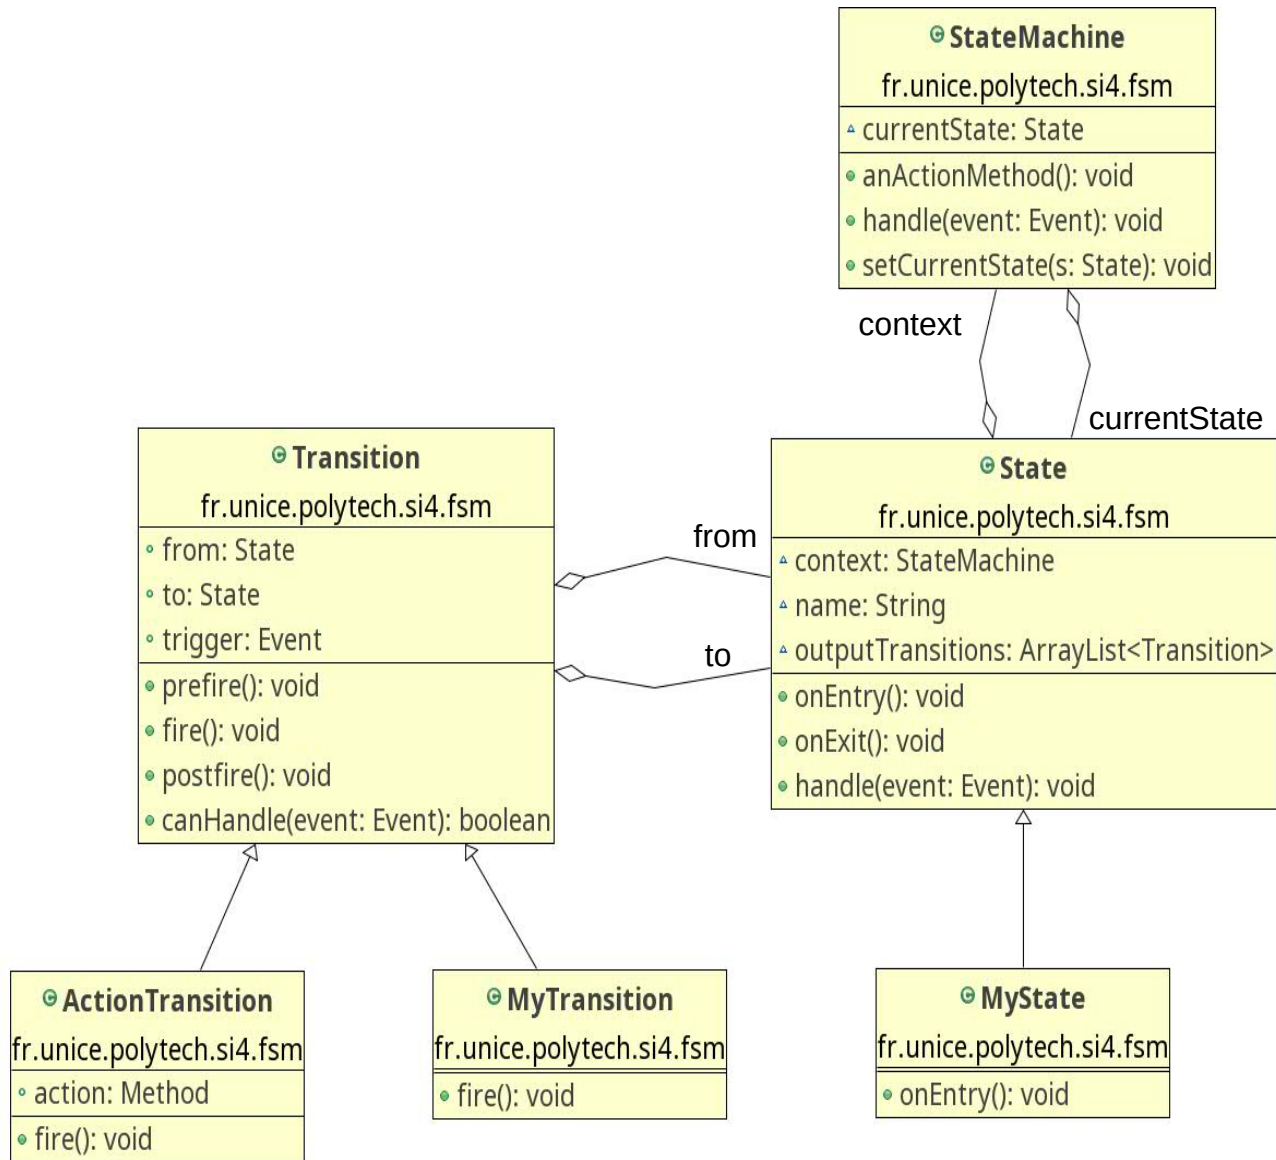 StateMachine
fr.unice.polytech.si4.fsm
currentState: State
anActionMethod(): void
handle(event: Event): void
setCurrentState(s: State): void
context
currentState
Transition
fr.unice.polytech.si4.fsm
from: State
to: State
trigger: Event
prefire(): void
fire(): void
postfire(): void
canHandle(event: Event): boolean
from
to
State
fr.unice.polytech.si4.fsm
context: StateMachine
name: String
outputTransitions: ArrayList<Transition>
onEntry(): void
onExit(): void
handle(event: Event): void
ActionTransition
fr.unice.polytech.si4.fsm
action: Method
fire(): void
MyTransition
fr.unice.polytech.si4.fsm
fire(): void
MyState
fr.unice.polytech.si4.fsm
onEntry(): void